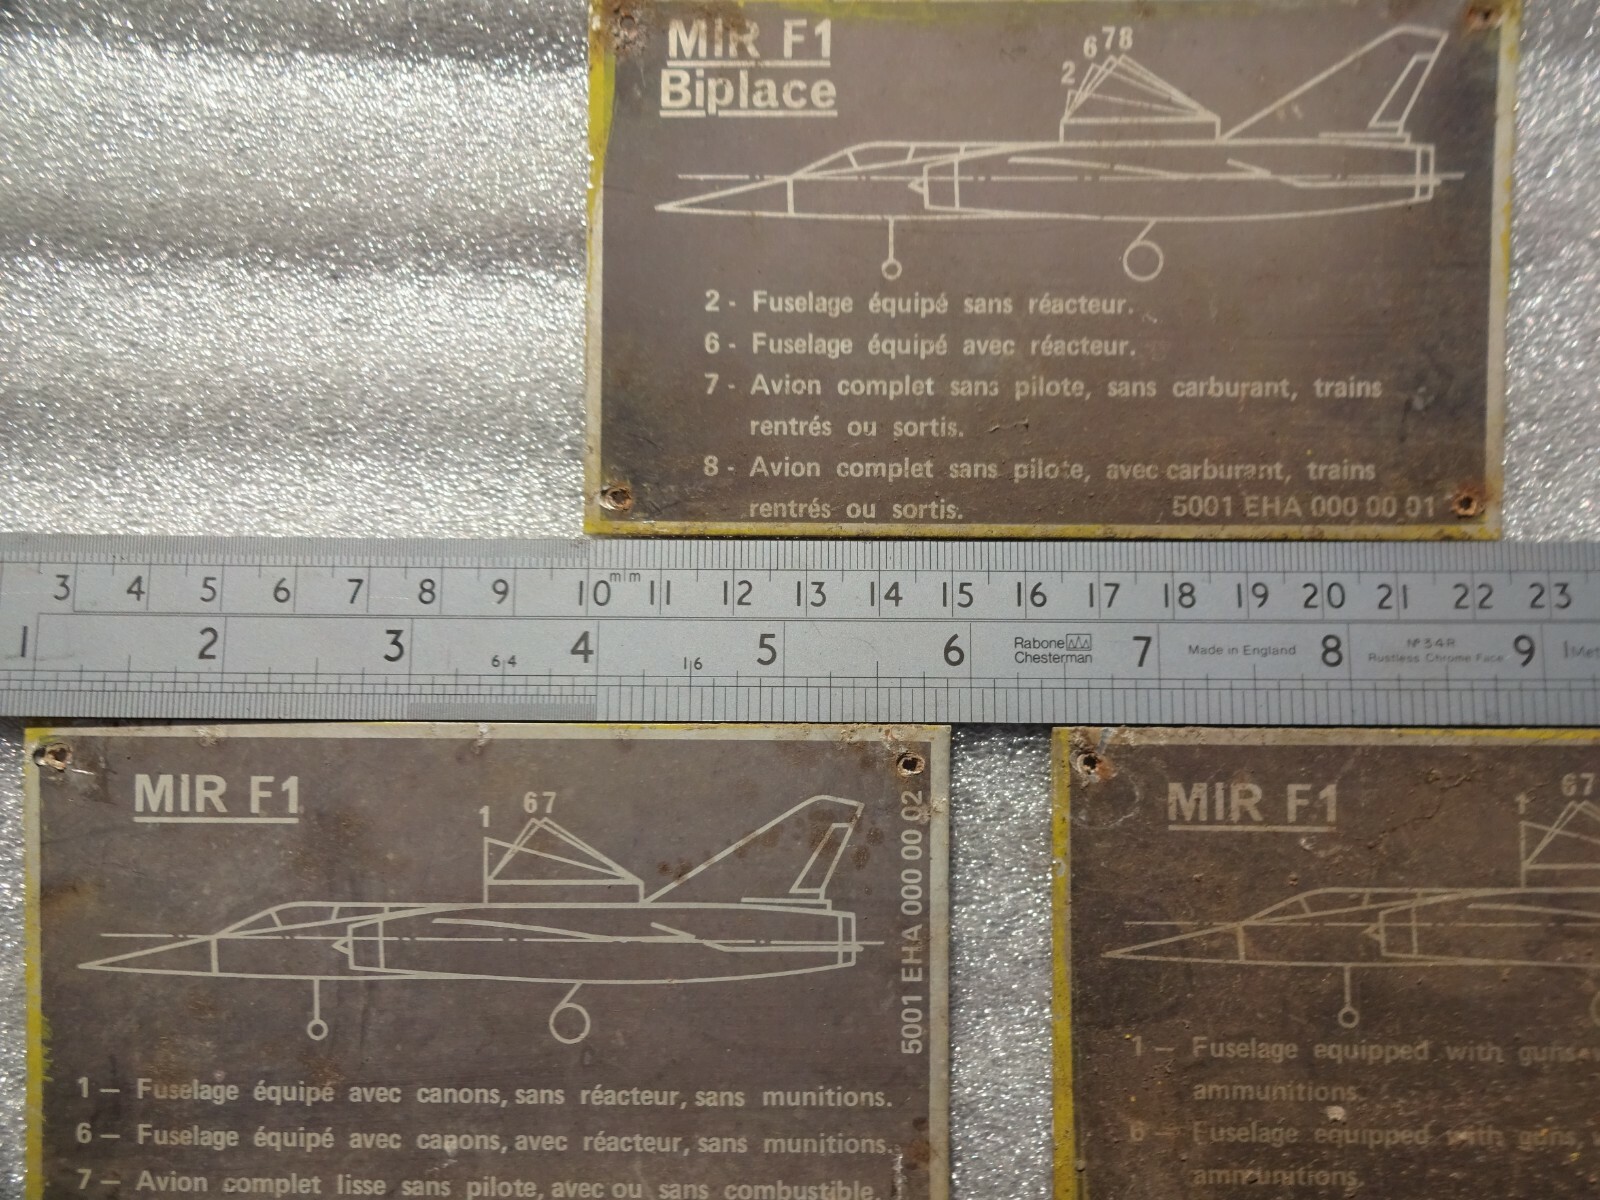 MIR F1
Biplace
2 6 7 8
2 - Fuselage équipé sans réacteur.
6 - Fuselage équipé avec réacteur.
7 - Avion complet sans pilote, sans carburant, trains
rentrés ou sortis.
8 - Avion complet sans pilote, avec carburant, trains
rentrés ou sortis.
5001 EHA 000 00 01
3 4 5 6 7 8 9 10 mm 11 12 13 14 15 16 17 18 19 20 21 22 23
1 2 3 4 5 6 7 8 9
64 16
Rabone
Chesterman
Made in England
Nº 34R
Rustless Chrome Face
1 Met
MIR F1
1 6 7
5001 EHA 000 00 02
1 — Fuselage équipé avec canons, sans réacteur, sans munitions.
6 — Fuselage équipé avec canons, avec réacteur, sans munitions.
7 — Avion complet lisse sans pilote, avec ou sans combustible,
MIR F1
1 6 7
1 — Fuselage equipped with guns
ammunitions.
6 — Fuselage equipped with guns,
ammunitions.